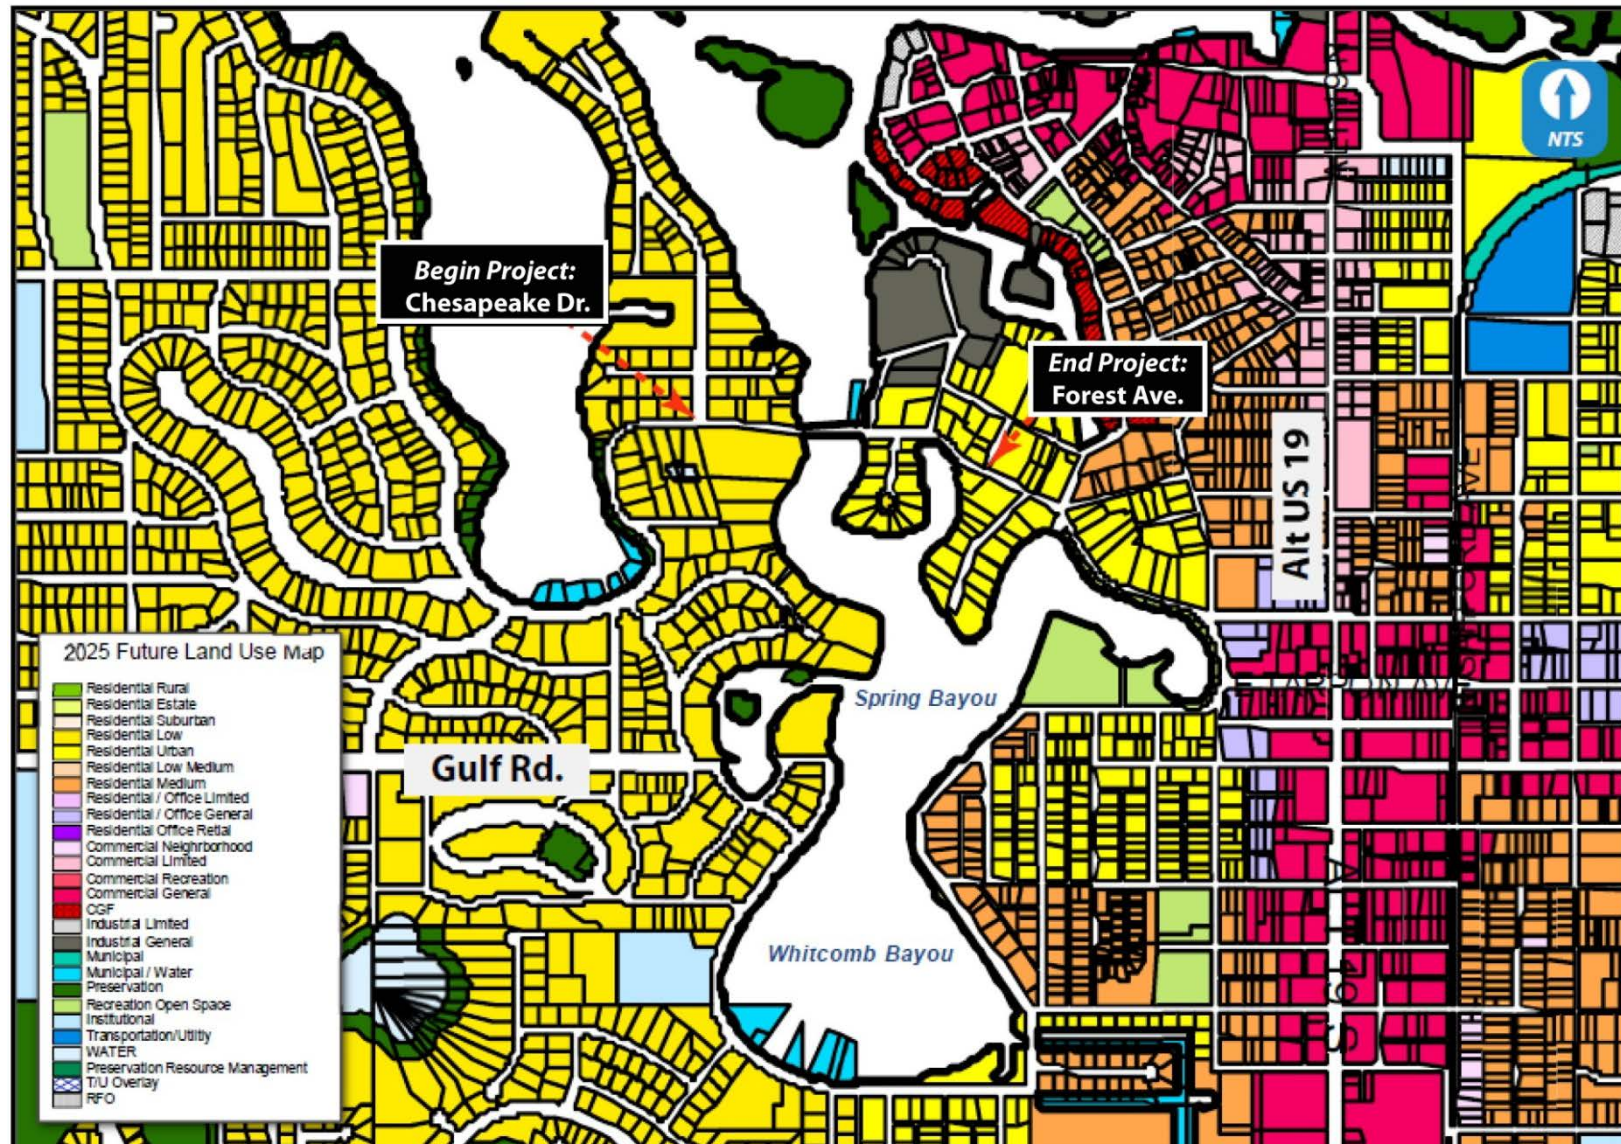 NTS
Begin Project:
Chesapeake Dr.
End Project:
Forest Ave.
Alt US 19
Spring Bayou
Gulf Rd.
Whitcomb Bayou
2025 Future Land Use Map
Residential Rural
Residential Estate
Residential Suburban
Residential Low
Residential Urban
Residential Low Medium
Residential Medium
Residential / Office Limited
Residential / Office General
Residential Office Retial
Commercial Neighrborhood
Commercial Limited
Commercial Recreation
Commercial General
CGF
Industrial Limited
Industrial General
Municipal
Municipal / Water
Preservation
Recreation Open Space
Institutional
Transportation/Utility
WATER
Preservation Resource Management
T/U Overlay
RFO